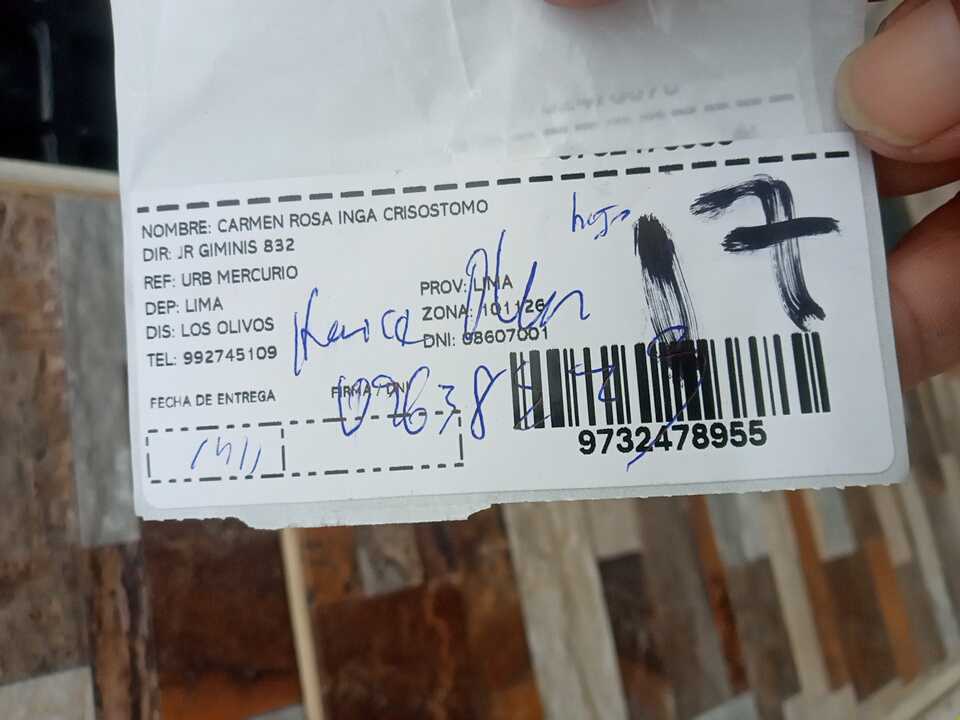 NOMBRE: CARMEN ROSA INGA CRISOSTOMO
DIR: JR GIMINIS 832
REF: URB MERCURIO
DEP: LIMA
PROV: LIMA
DIS: LOS OLIVOS
ZONA: 101126
TEL: 992745109
DNI: 08607001
FECHA DE ENTREGA
FIRMA / DNI
17
9732478955